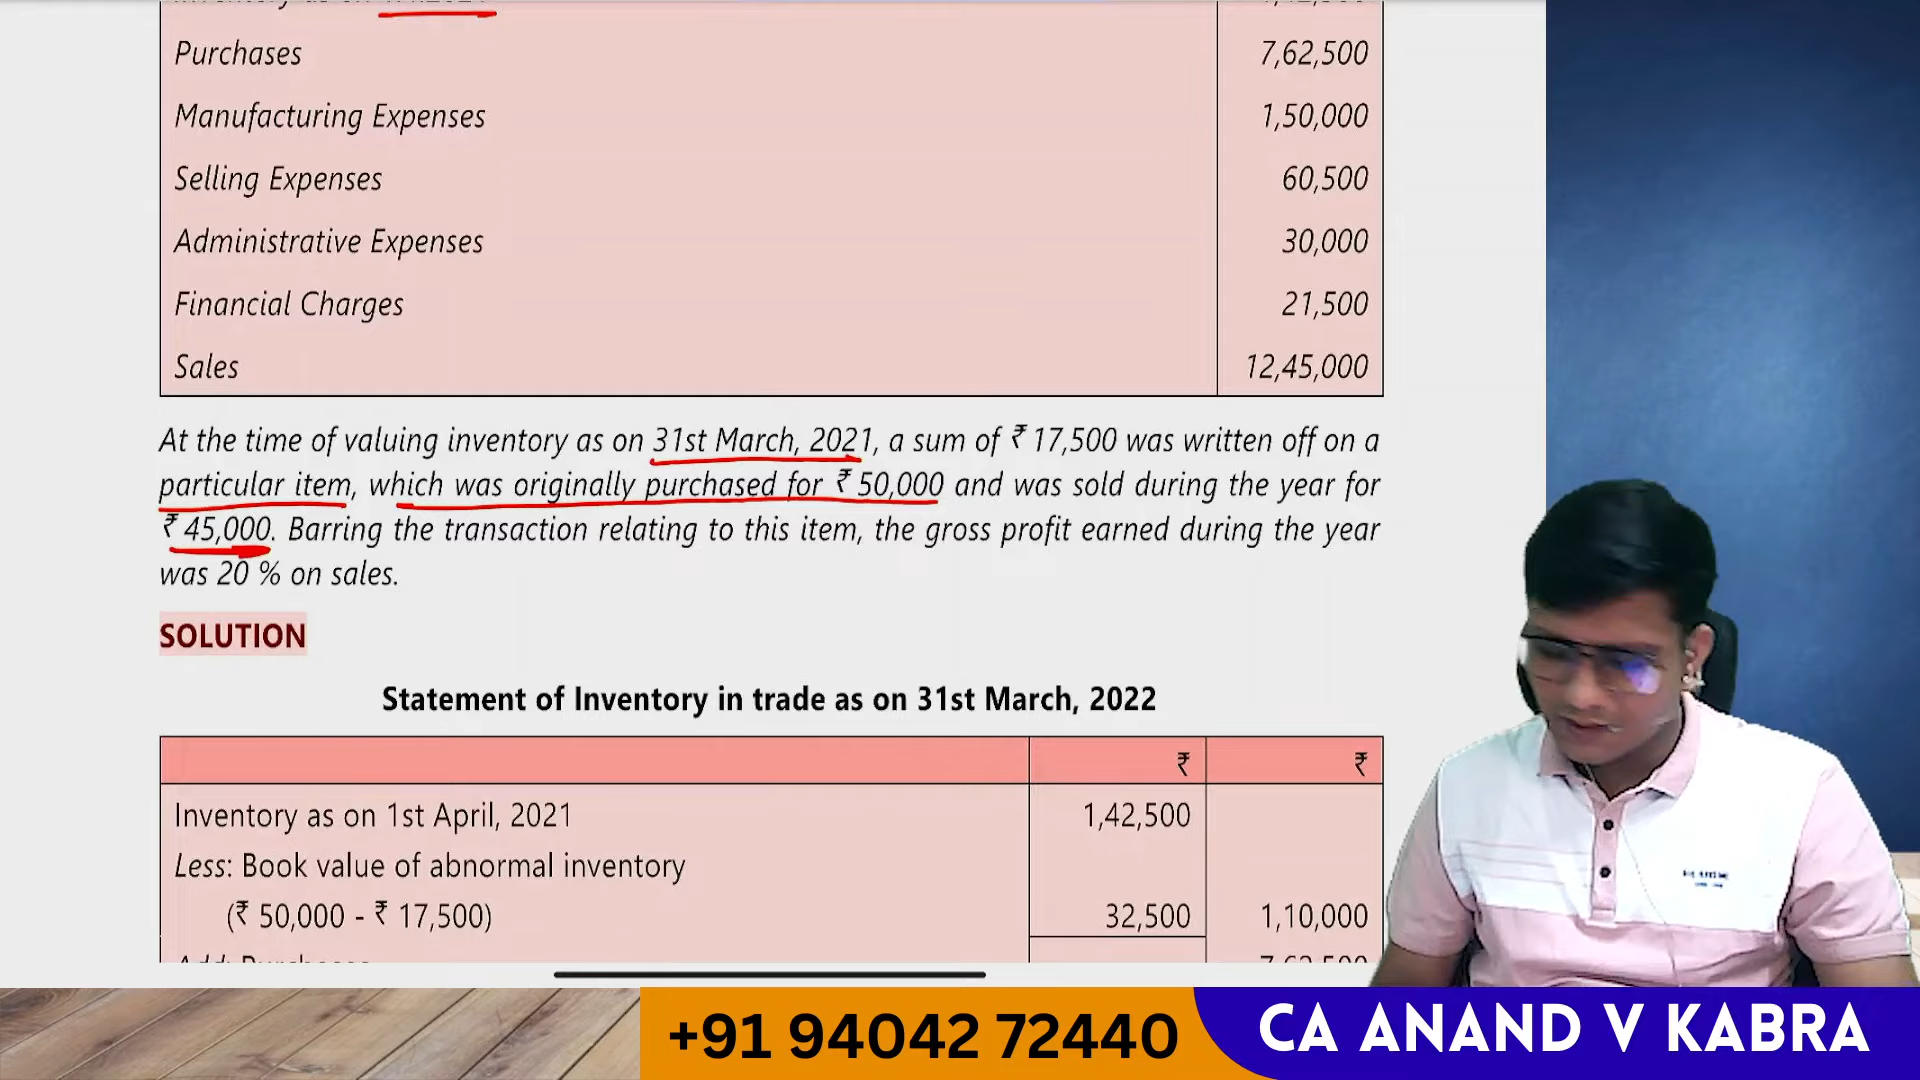 Purchases 7,62,500
Manufacturing Expenses 1,50,000
Selling Expenses 60,500
Administrative Expenses 30,000
Financial Charges 21,500
Sales 12,45,000
At the time of valuing inventory as on 31st March, 2021, a sum of ₹ 17,500 was written off on a
particular item, which was originally purchased for ₹ 50,000 and was sold during the year for
₹ 45,000. Barring the transaction relating to this item, the gross profit earned during the year
was 20 % on sales.
SOLUTION
Statement of Inventory in trade as on 31st March, 2022
₹ ₹
Inventory as on 1st April, 2021 1,42,500
Less: Book value of abnormal inventory
(₹ 50,000 - ₹ 17,500) 32,500 1,10,000
+91 94042 72440
CA ANAND V KABRA